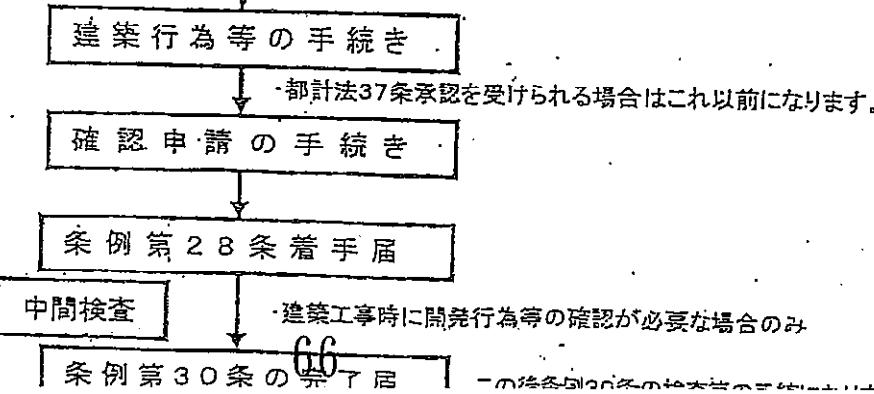 建築行為等の手続き
・都計法37条承認を受けられる場合はこれ以前になります。
確認申請の手続き
条例第28条着手届
中間検査
・建築工事時に開発行為等の確認が必要な場合のみ
66
条例第30条の完了届